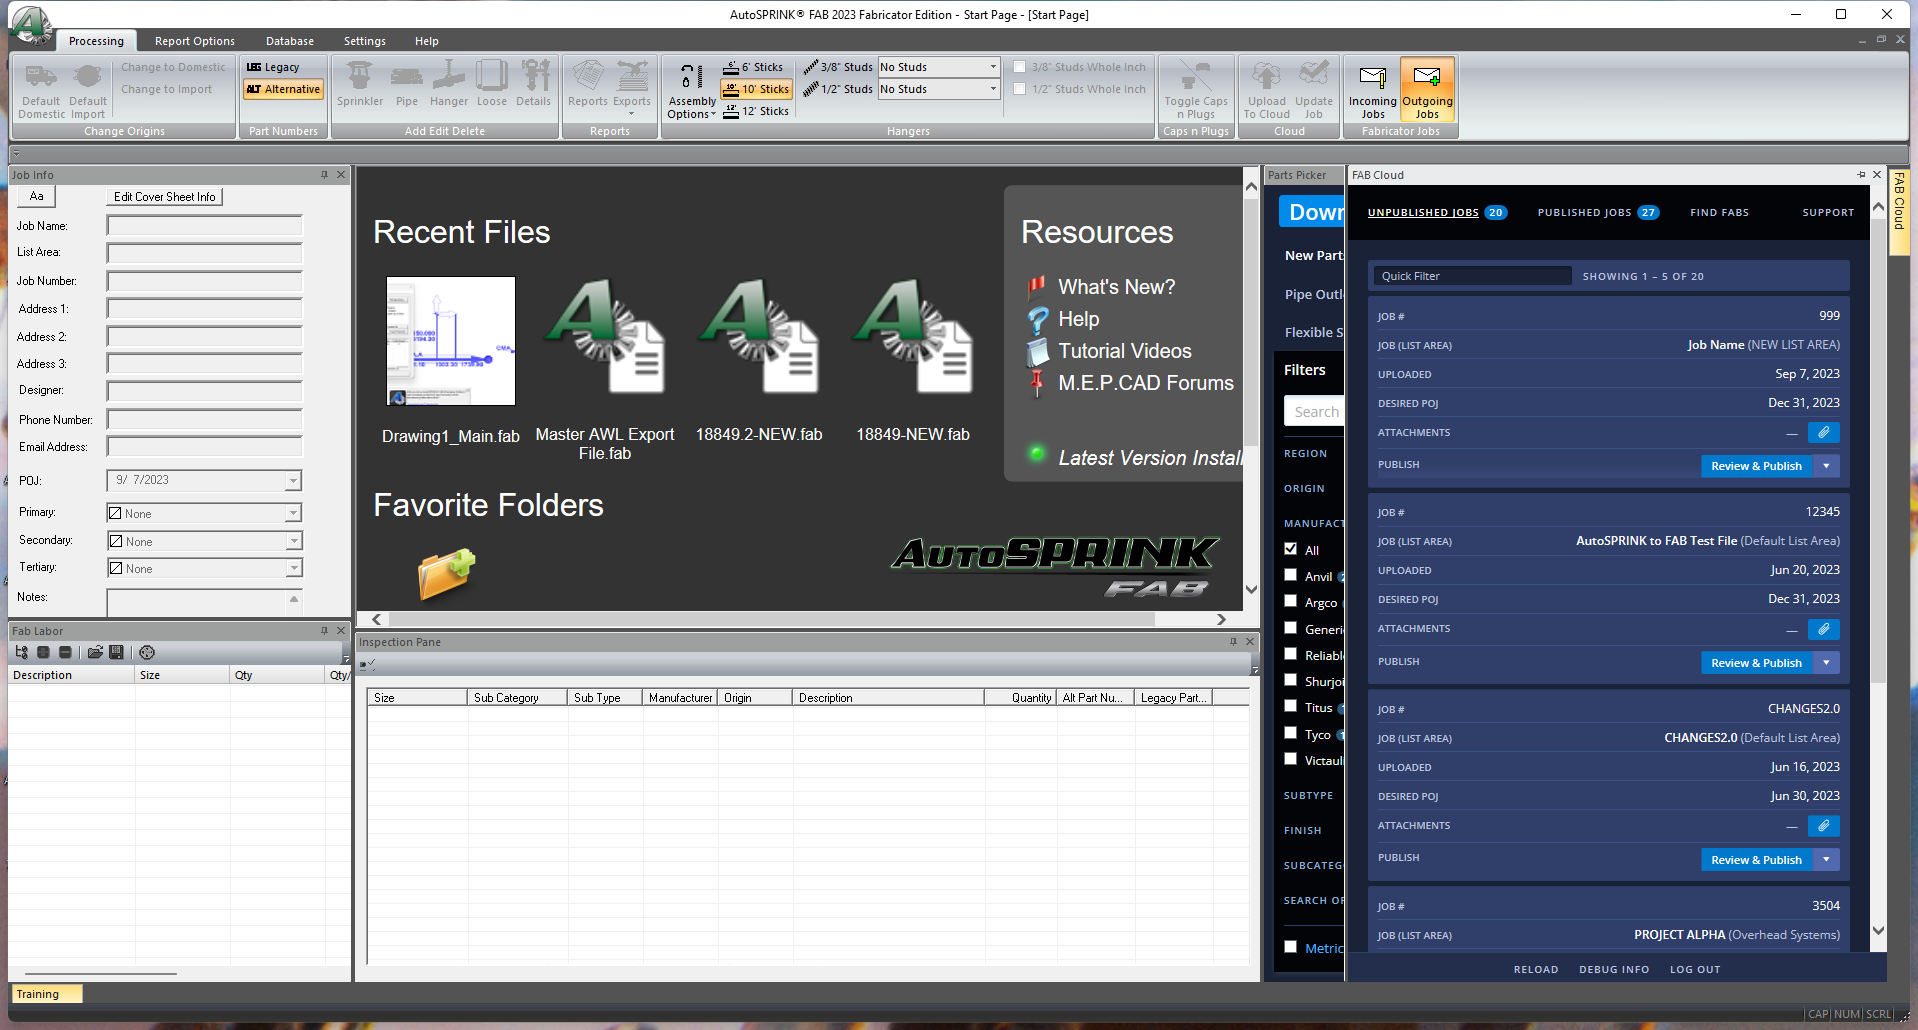 AutoSPRINK® FAB 2023 Fabricator Edition - Start Page - [Start Page]
Processing
Report Options
Database
Settings
Help
Default Domestic
Default Import
Change to Domestic
Change to Import
Change Origins
LEG Legacy
ALT Alternative
Part Numbers
Sprinkler
Pipe
Hanger
Loose
Details
Add Edit Delete
Reports
Exports
Reports
Assembly Options
6' 6' Sticks
10' 10' Sticks
12' 12' Sticks
3/8" Studs
No Studs
1/2" Studs
No Studs
3/8" Studs Whole Inch
1/2" Studs Whole Inch
Hangers
Toggle Caps n Plugs
Caps n Plugs
Upload To Cloud
Update Job
Cloud
Incoming Jobs
Outgoing Jobs
Fabricator Jobs
Job Info
Aa
Edit Cover Sheet Info
Job Name:
List Area:
Job Number:
Address 1:
Address 2:
Address 3:
Designer:
Phone Number:
Email Address:
POJ:
9/ 7/2023
Primary:
None
Secondary:
None
Tertiary:
None
Notes:
Fab Labor
Description
Size
Qty
Qty/
Training
Recent Files
Drawing1_Main.fab
Master AWL Export
File.fab
18849.2-NEW.fab
18849-NEW.fab
Favorite Folders
Resources
What's New?
Help
Tutorial Videos
M.E.P.CAD Forums
Latest Version Install
AUTOSPRINK
FAB
Inspection Pane
Size
Sub Category
Sub Type
Manufacturer
Origin
Description
Quantity
Alt Part Nu...
Legacy Part...
Parts Picker
Dowr
New Part
Pipe Outl
Flexible S
Filters
Search
REGION
ORIGIN
MANUFACT
All
Anvil
Argco
Generi
Reliabl
Shurjoi
Titus
Tyco
Victauli
SUBTYPE
FINISH
SUBCATEG
SEARCH OF
Metric
FAB Cloud
FAB Cloud
UNPUBLISHED JOBS 20
PUBLISHED JOBS 27
FIND FABS
SUPPORT
Quick Filter
SHOWING 1 – 5 OF 20
JOB # 999
JOB (LIST AREA) Job Name (NEW LIST AREA)
UPLOADED Sep 7, 2023
DESIRED POJ Dec 31, 2023
ATTACHMENTS —
PUBLISH Review & Publish
JOB # 12345
JOB (LIST AREA) AutoSPRINK to FAB Test File (Default List Area)
UPLOADED Jun 20, 2023
DESIRED POJ Dec 31, 2023
ATTACHMENTS —
PUBLISH Review & Publish
JOB # CHANGES2.0
JOB (LIST AREA) CHANGES2.0 (Default List Area)
UPLOADED Jun 16, 2023
DESIRED POJ Jun 30, 2023
ATTACHMENTS —
PUBLISH Review & Publish
JOB # 3504
JOB (LIST AREA) PROJECT ALPHA (Overhead Systems)
RELOAD
DEBUG INFO
LOG OUT
CAP NUM SCRL